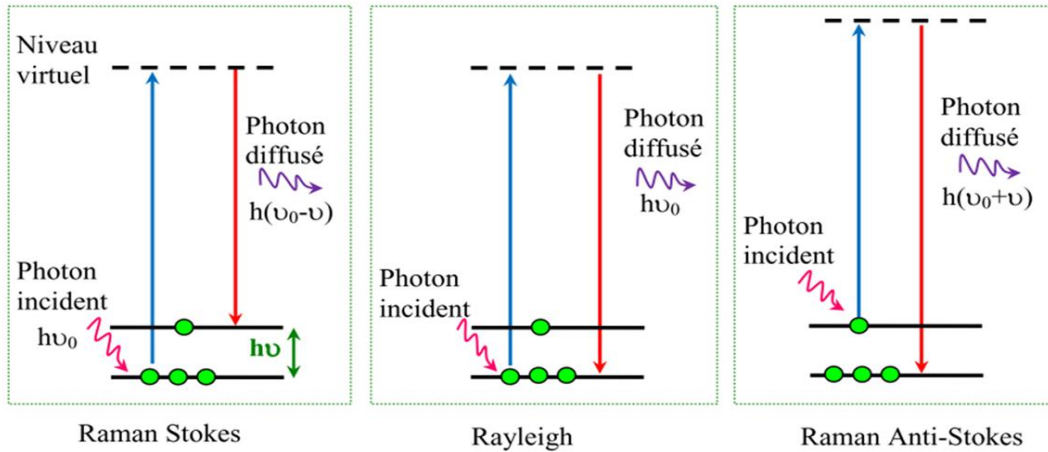 Niveau
virtuel
Photon
diffusé
h(υ₀-υ)
Photon
incident
hυ₀
hυ
Raman Stokes
Photon
diffusé
hυ₀
Photon
incident
Rayleigh
Photon
diffusé
h(υ₀+υ)
Photon
incident
Raman Anti-Stokes